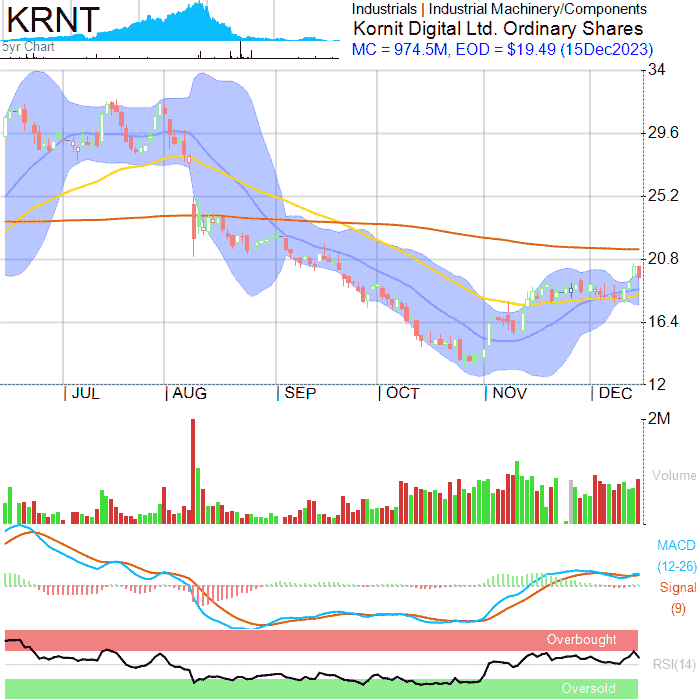 KRNT
5yr Chart
Industrials | Industrial Machinery/Components
Kornit Digital Ltd. Ordinary Shares
MC = 974.5M, EOD = $19.49 (15Dec2023)
34
29.6
25.2
20.8
16.4
12
JUL AUG SEP OCT NOV DEC
2M
Volume
MACD
(12-26)
Signal
(9)
Overbought
RSI(14)
Oversold